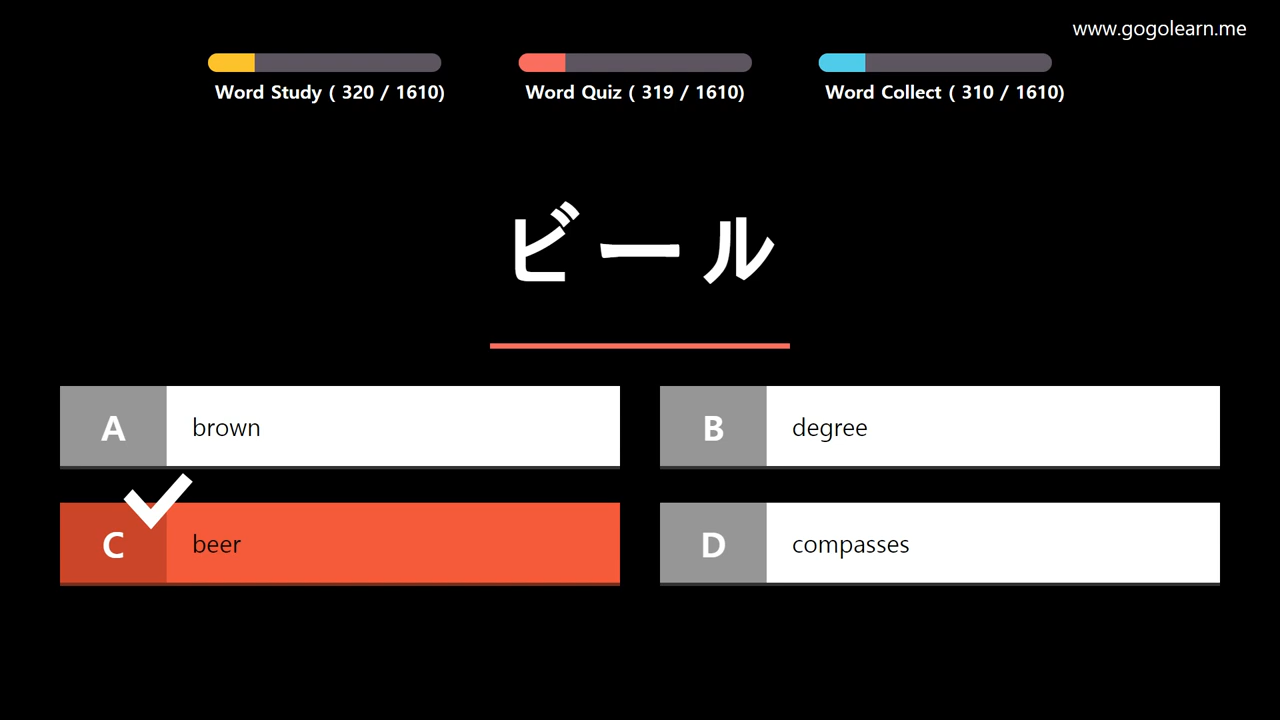 www.gogolearn.me
Word Study ( 320 / 1610)
Word Quiz ( 319 / 1610)
Word Collect ( 310 / 1610)
ビール
A brown
B degree
C beer
D compasses